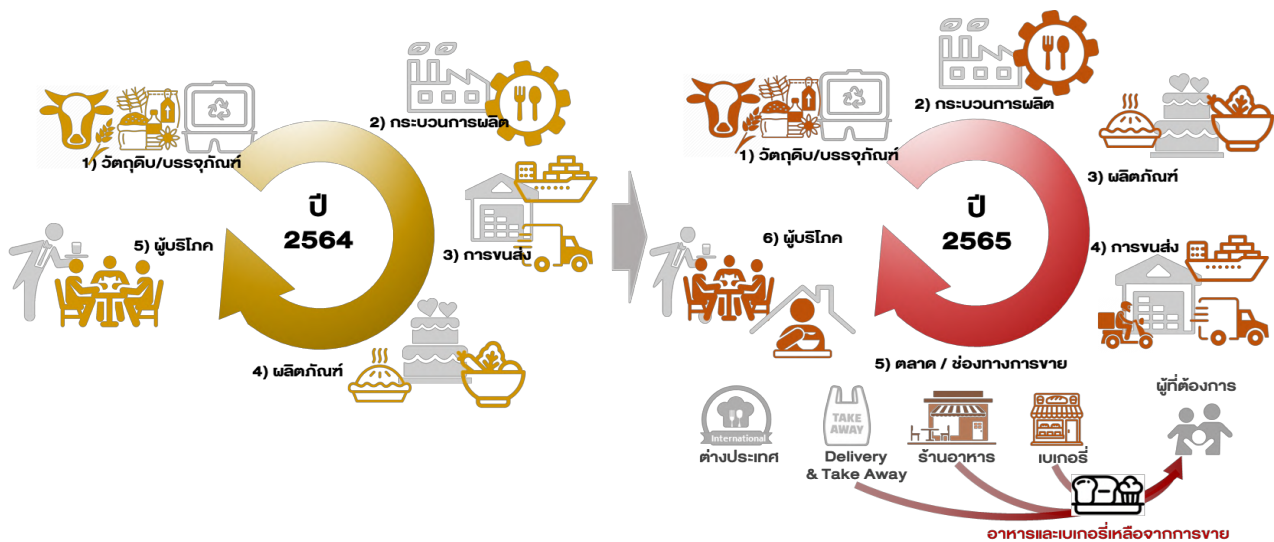 1) วัตถุดิบ/บรรจุภัณฑ์
2) กระบวนการผลิต
3) การขนส่ง
4) ผลิตภัณฑ์
5) ผู้บริโภค
ปี
2564
1) วัตถุดิบ/บรรจุภัณฑ์
2) กระบวนการผลิต
3) ผลิตภัณฑ์
4) การขนส่ง
5) ตลาด / ช่องทางการขาย
6) ผู้บริโภค
ปี
2565
International
ต่างประเทศ
TAKE
AWAY
Delivery
& Take Away
ร้านอาหาร
เบเกอรี่
ผู้ที่ต้องการ
อาหารและเบเกอรี่เหลือจากการขาย